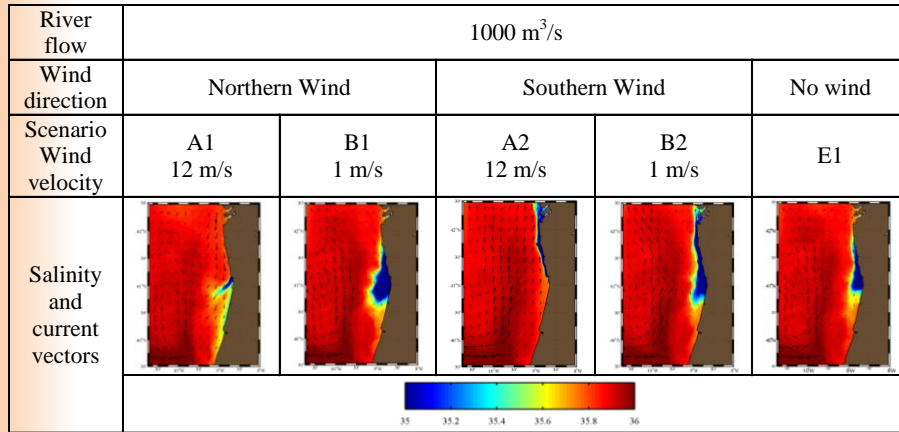 River
flow
1000 m³/s
Wind
direction
Northern Wind
Southern Wind
No wind
Scenario
Wind
velocity
A1
12 m/s
B1
1 m/s
A2
12 m/s
B2
1 m/s
E1
Salinity
and
current
vectors
35
35.2
35.4
35.6
35.8
36